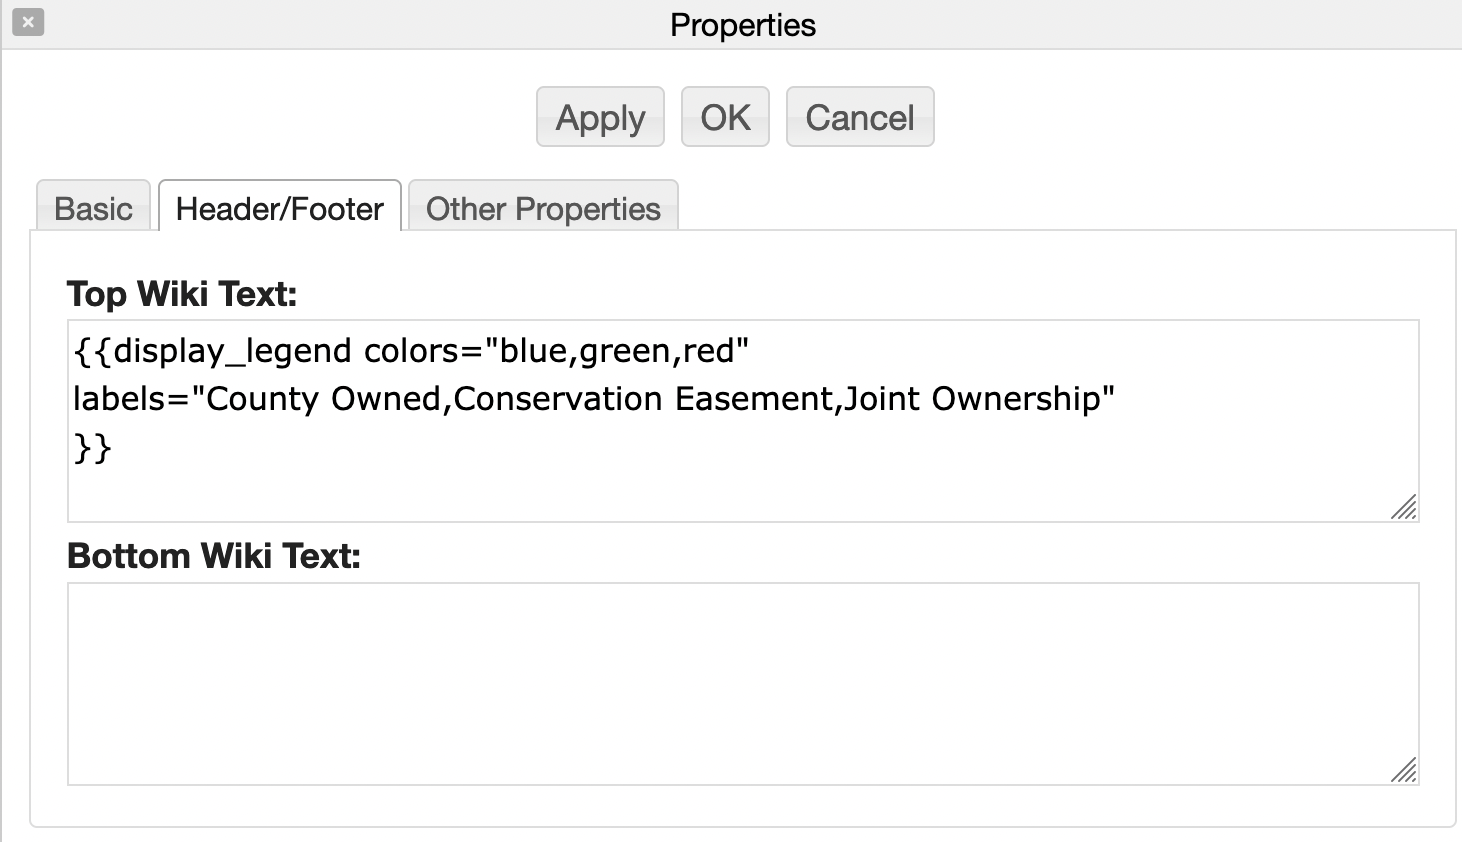 Properties
Apply OK Cancel
Basic Header/Footer Other Properties
Top Wiki Text:
{{display_legend colors="blue,green,red"
labels="County Owned,Conservation Easement,Joint Ownership"
}}
Bottom Wiki Text: